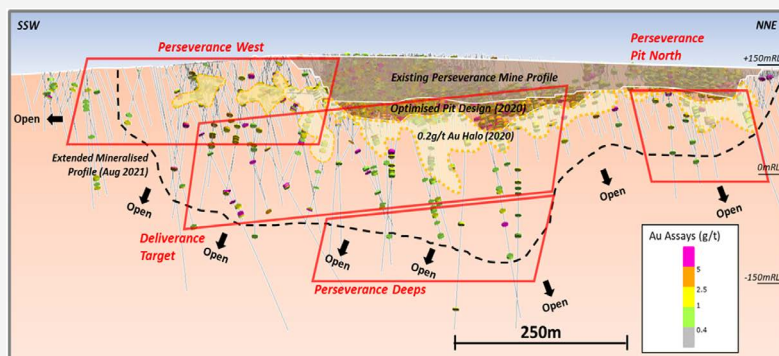 SSW
NNE
Perseverance West
Perseverance
Pit North
+150mRL
Existing Perseverance Mine Profile
Optimised Pit Design (2020)
0.2g/t Au Halo (2020)
Open
Extended Mineralised
Profile (Aug 2021)
0mRL
Open
Open
Open
Deliverance
Target
Open
Open
Open
Perseverance Deeps
Open
-150mRL
250m
Au Assays (g/t)
5
2.5
1
0.4